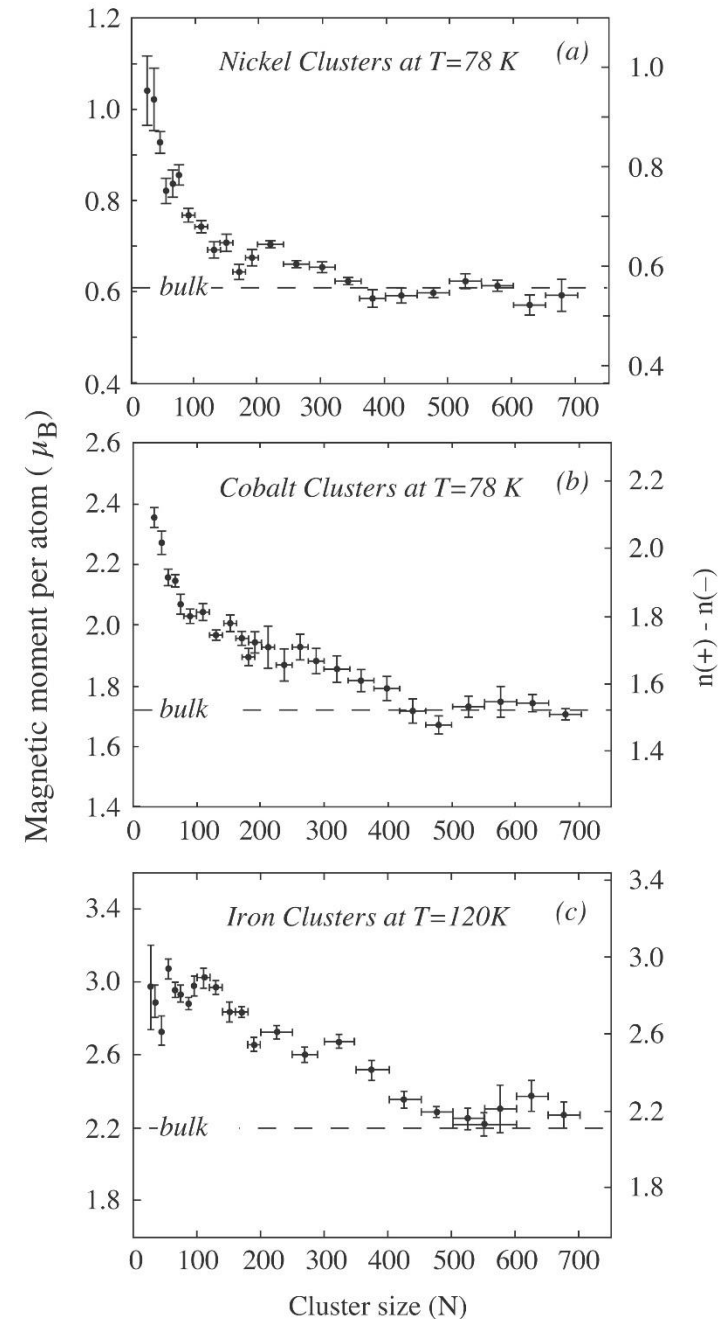 Nickel Clusters at T=78 K
(a)
1.2
1.0
0.8
0.6
0.4
bulk
1.0
0.8
0.6
0.4
0 100 200 300 400 500 600 700
Cobalt Clusters at T=78 K
(b)
2.6
2.4
2.2
2.0
1.8
1.6
1.4
bulk
2.2
2.0
1.8
1.6
1.4
0 100 200 300 400 500 600 700
Iron Clusters at T=120K
(c)
3.4
3.0
2.6
2.2
1.8
bulk
3.4
3.0
2.6
2.2
1.8
0 100 200 300 400 500 600 700
Magnetic moment per atom ( μB)
n(+) - n(–)
Cluster size (N)